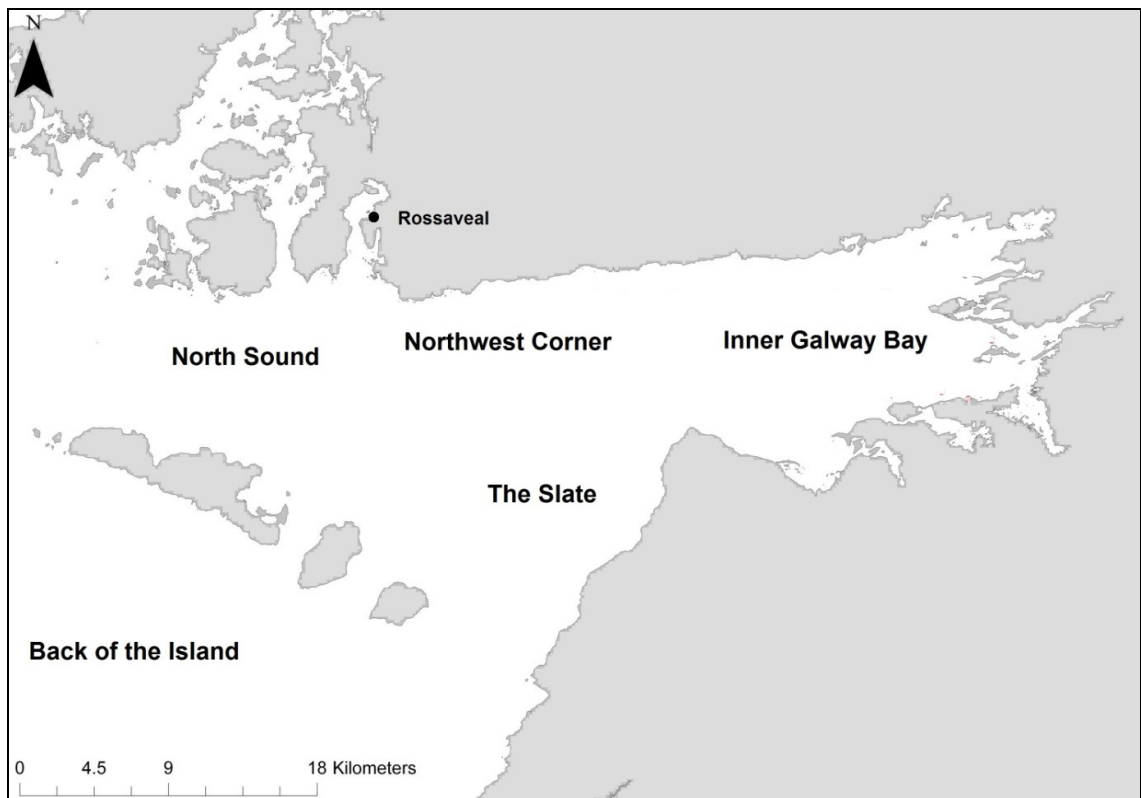 N
Rossaveal
Northwest Corner
Inner Galway Bay
North Sound
The Slate
Back of the Island
0 4.5 9 18 Kilometers